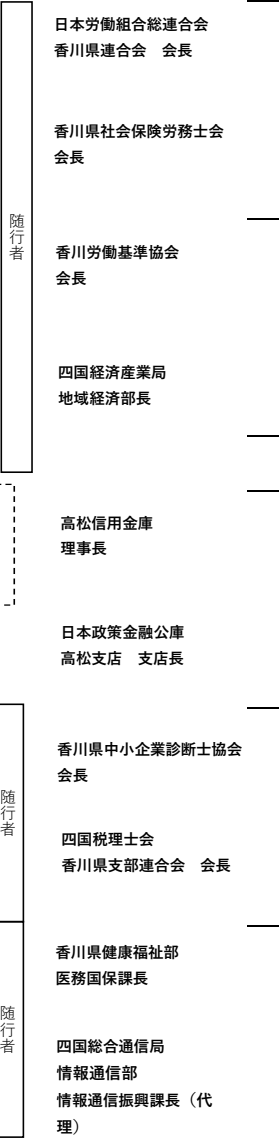 日本労働組合総連合会
香川県連合会　会長
香川県社会保険労務士会
会長
随行者
香川労働基準協会
会長
四国経済産業局
地域経済部長
高松信用金庫
理事長
日本政策金融公庫
高松支店　支店長
香川県中小企業診断士協会
会長
随行者
四国税理士会
香川県支部連合会　会長
香川県健康福祉部
医務国保課長
随行者
四国総合通信局
情報通信部
情報通信振興課長（代
理）